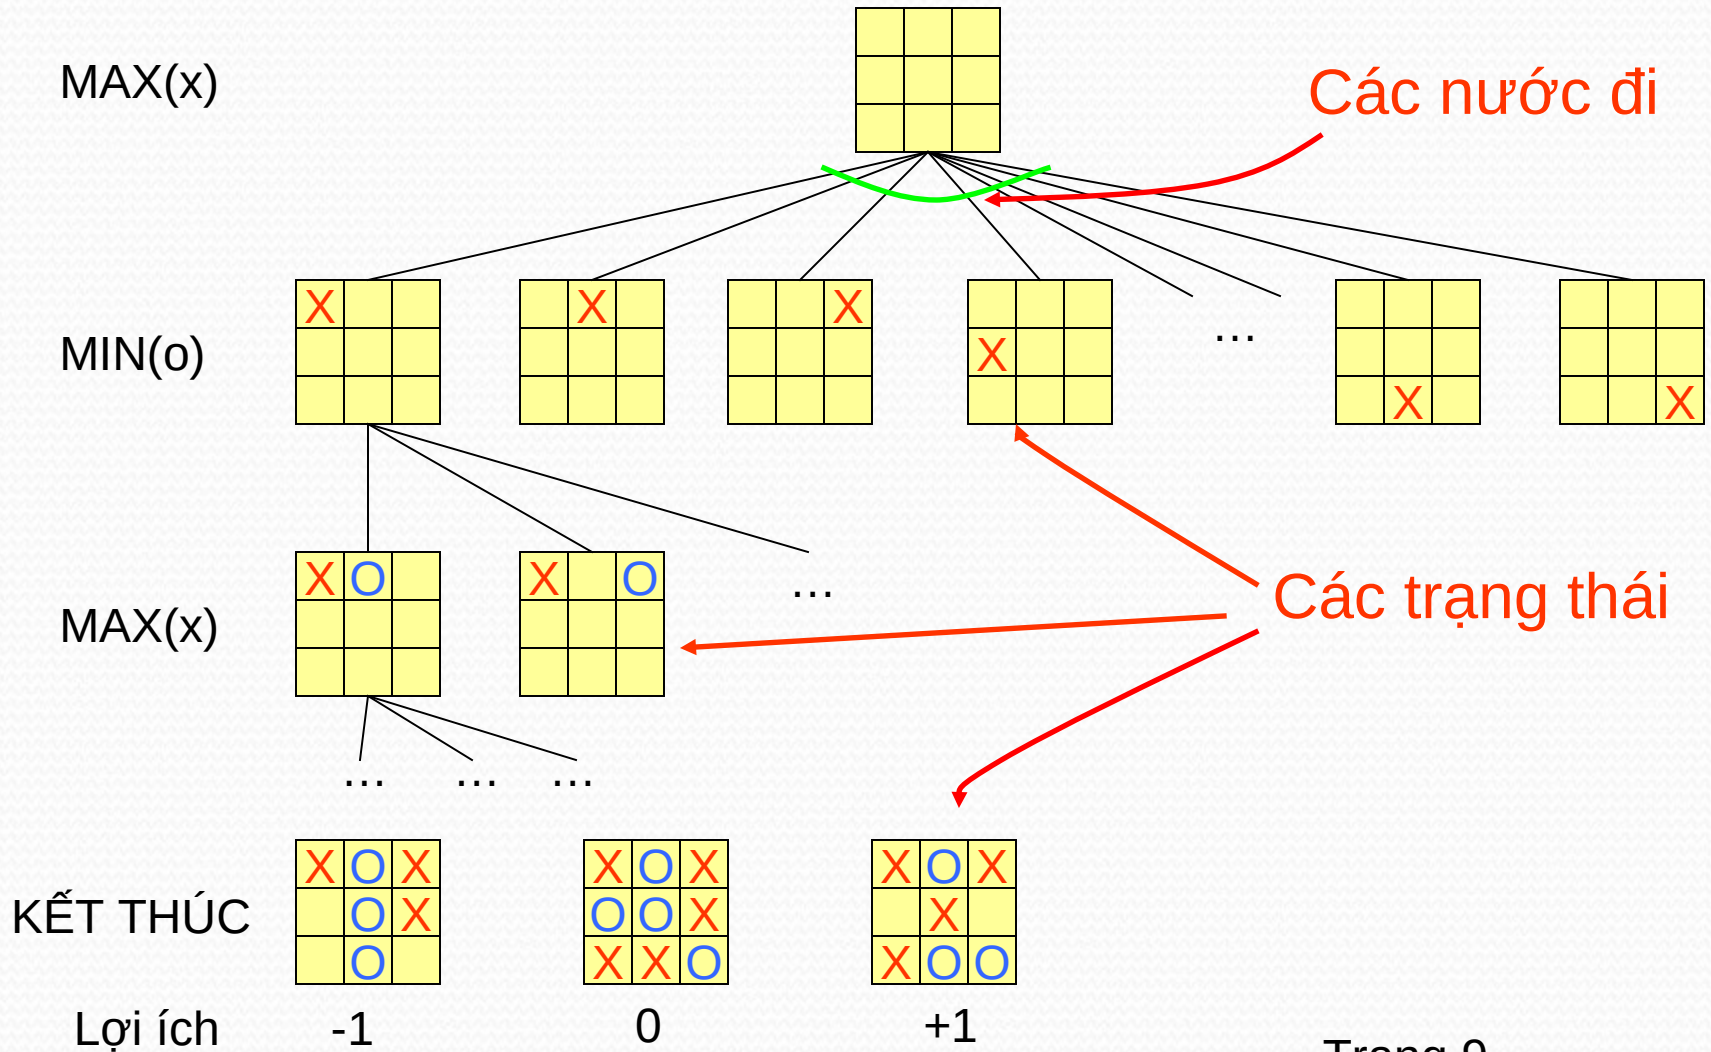 MAX(x)
Các nước đi
X X X
MIN(o) X …
X X
X O X O
… Các trạng thái
MAX(x)
… … …
X O X X O X X O X
KẾT THÚC O X O O X X
O X X O X O O
Lợi ích -1 0 +1